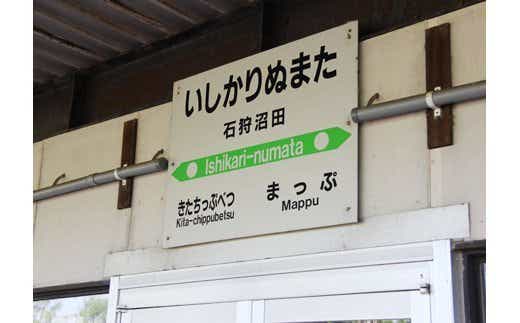 いしかりぬまた
石狩沼田
Ishikari-numata
きたちっぷべつ
Kita-chippubetsu
まっぷ
Mappu